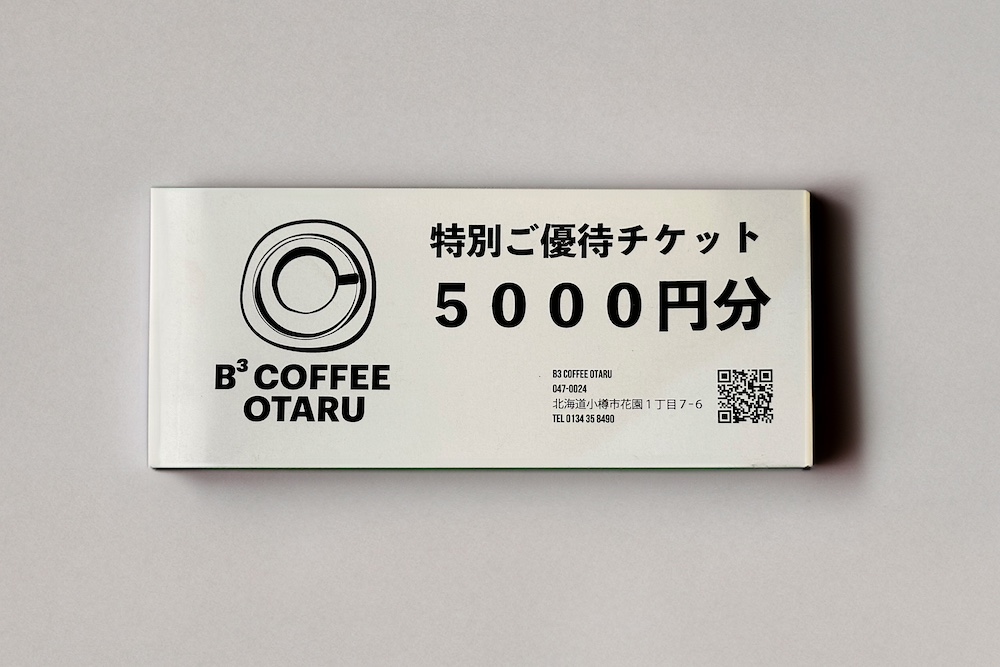 B³ COFFEE
OTARU
特別ご優待チケット
５０００円分
B3 COFFEE OTARU
047-0024
北海道小樽市花園１丁目７−６
TEL 0134 35 8490